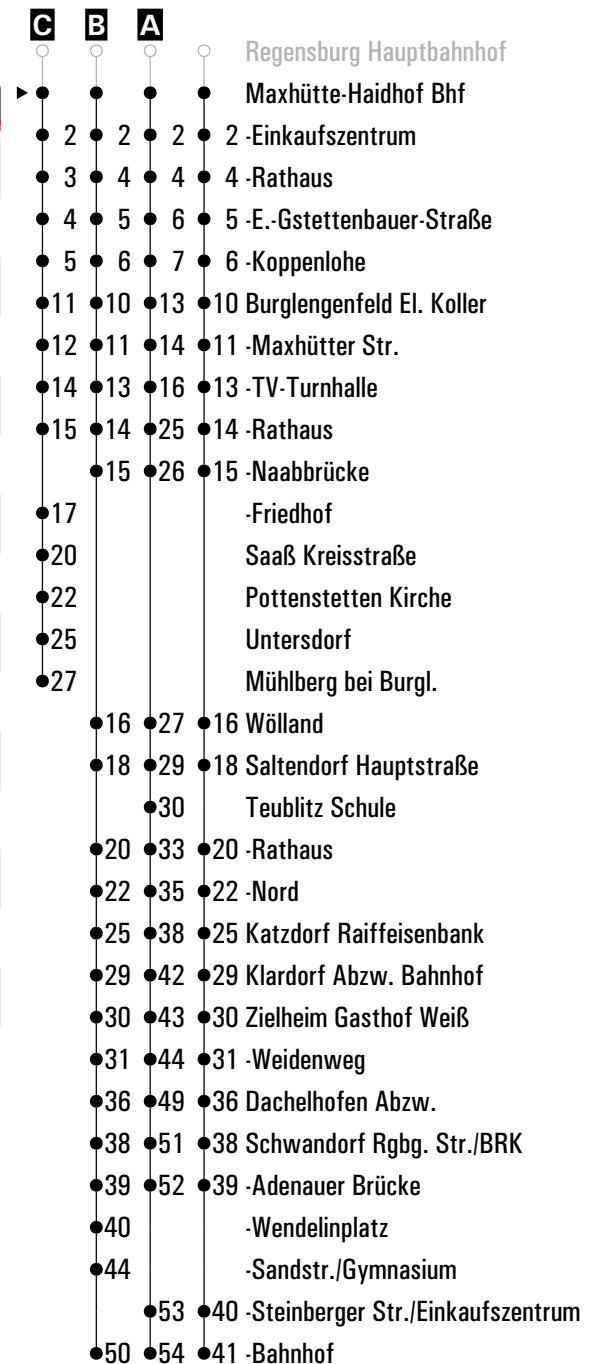 C B A
Regensburg Hauptbahnhof
Maxhütte-Haidhof Bhf
2 2 2 2 -Einkaufszentrum
3 4 4 4 -Rathaus
4 5 6 5 -E.-Gstettenbauer-Straße
5 6 7 6 -Koppenlohe
11 10 13 10 Burglengenfeld El. Koller
12 11 14 11 -Maxhütter Str.
14 13 16 13 -TV-Turnhalle
15 14 25 14 -Rathaus
15 26 15 -Naabbrücke
17 -Friedhof
20 Saaß Kreisstraße
22 Pottenstetten Kirche
25 Untersdorf
27 Mühlberg bei Burgl.
16 27 16 Wölland
18 29 18 Saltendorf Hauptstraße
30 Teublitz Schule
20 33 20 -Rathaus
22 35 22 -Nord
25 38 25 Katzdorf Raiffeisenbank
29 42 29 Klardorf Abzw. Bahnhof
30 43 30 Zielheim Gasthof Weiß
31 44 31 -Weidenweg
36 49 36 Dachelhofen Abzw.
38 51 38 Schwandorf Rgbg. Str./BRK
39 52 39 -Adenauer Brücke
40 -Wendelinplatz
44 -Sandstr./Gymnasium
53 40 -Steinberger Str./Einkaufszentrum
50 54 41 -Bahnhof